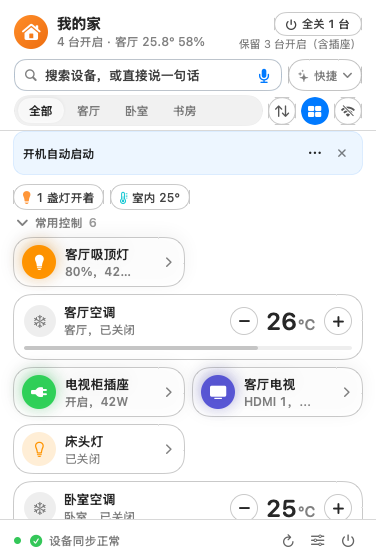 我的家
4 台开启 · 客厅 25.8° 58%
全关 1 台
保留 3 台开启（含插座）
搜索设备，或直接说一句话
快捷
全部 客厅 卧室 书房
开机自动启动
1 盏灯开着 室内 25°
常用控制 6
客厅吸顶灯
80%，42…
客厅空调
客厅，已关闭
26°C
电视柜插座
开启，42W
客厅电视
HDMI 1，…
床头灯
已关闭
卧室空调
卧室，已关闭
25°C
设备同步正常